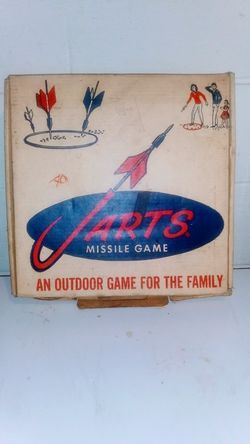 JARTS
MISSILE GAME
AN OUTDOOR GAME FOR THE FAMILY